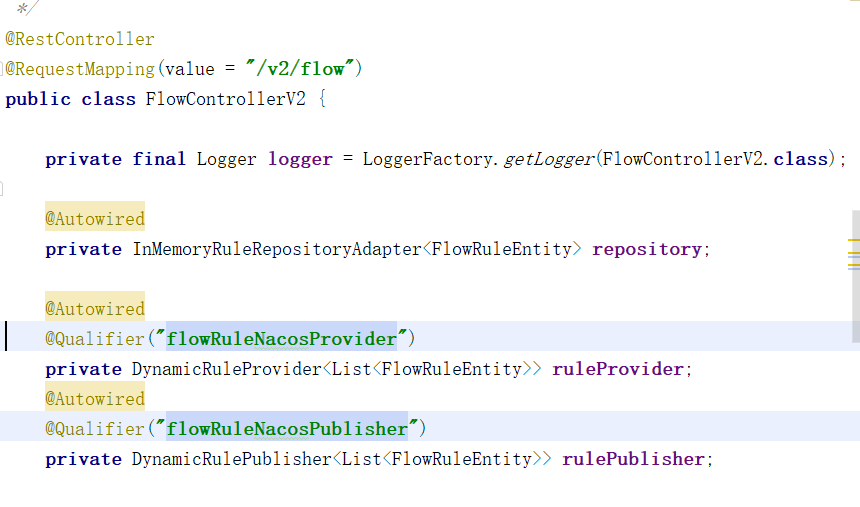 */
@RestController
@RequestMapping(value = "/v2/flow")
public class FlowControllerV2 {
private final Logger logger = LoggerFactory.getLogger(FlowControllerV2.class);
@Autowired
private InMemoryRuleRepositoryAdapter<FlowRuleEntity> repository;
@Autowired
@Qualifier("flowRuleNacosProvider")
private DynamicRuleProvider<List<FlowRuleEntity>> ruleProvider;
@Autowired
@Qualifier("flowRuleNacosPublisher")
private DynamicRulePublisher<List<FlowRuleEntity>> rulePublisher;